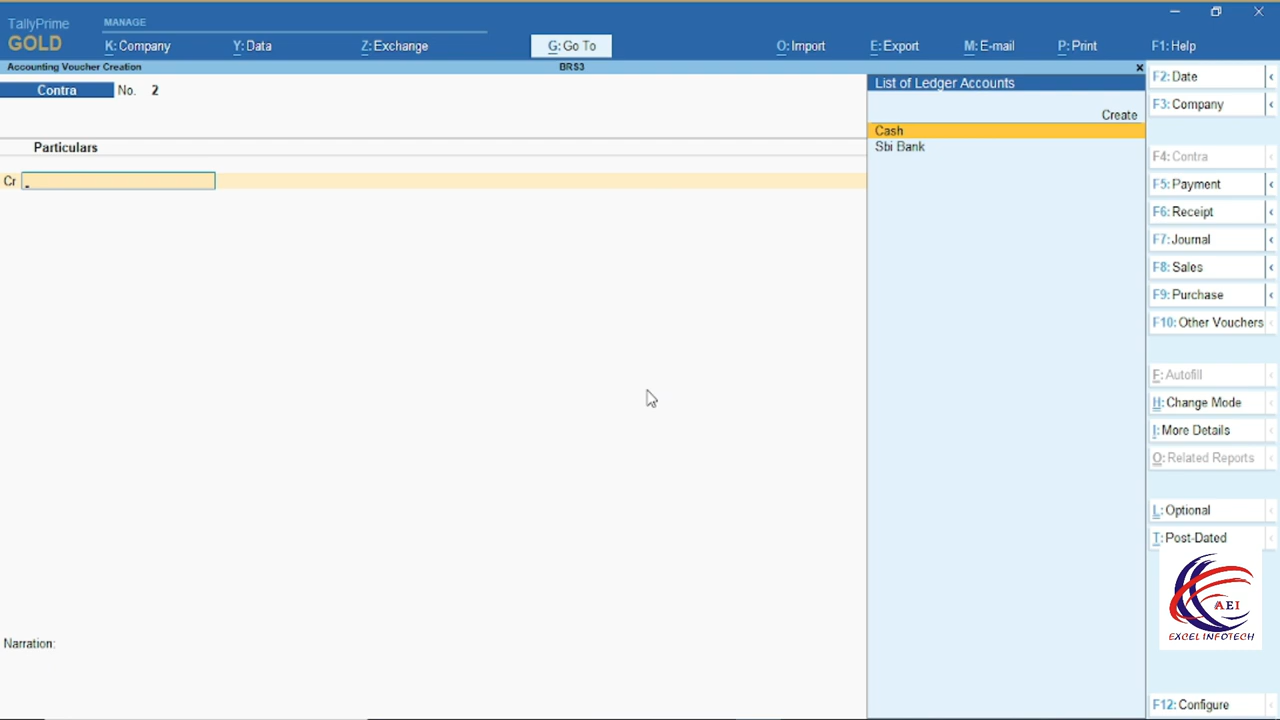 TallyPrime
GOLD
MANAGE
K: Company
Y: Data
Z: Exchange
G: Go To
O: Import
E: Export
M: E-mail
P: Print
F1: Help
Accounting Voucher Creation
BRS3
Contra
No. 2
Particulars
Cr
Narration:
List of Ledger Accounts
Create
Cash
Sbi Bank
F2: Date
F3: Company
F4: Contra
F5: Payment
F6: Receipt
F7: Journal
F8: Sales
F9: Purchase
F10: Other Vouchers
F: Autofill
H: Change Mode
I: More Details
O: Related Reports
L: Optional
T: Post-Dated
AEI
EXCEL INFOTECH
F12: Configure